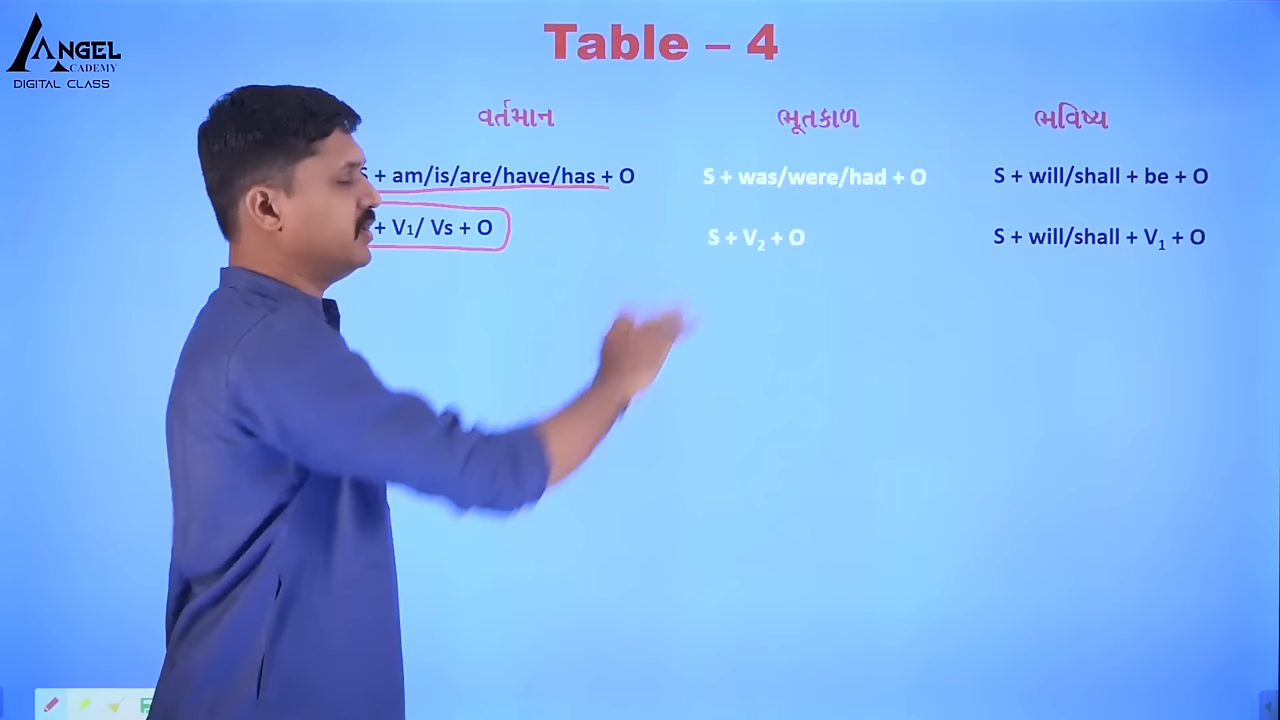 ANGEL
ACADEMY
DIGITAL CLASS
Table – 4
વર્તમાન ભૂતકાળ ભવિષ્ય
S + am/is/are/have/has + O S + was/were/had + O S + will/shall + be + O
+ V1/ Vs + O S + V2 + O S + will/shall + V1 + O